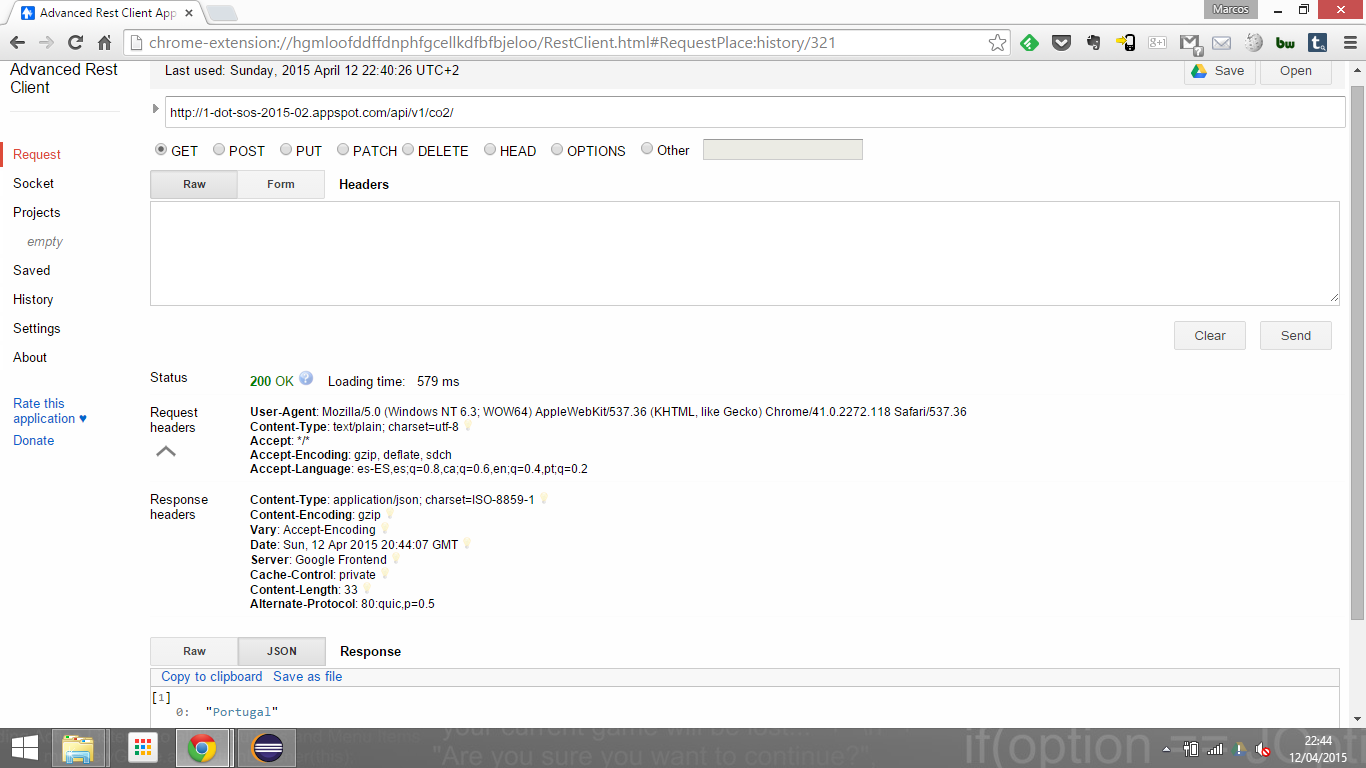 Advanced Rest Client App
Marcos
chrome-extension://hgmloofddffdnphfgcellkdfbfbjeloo/RestClient.html#RequestPlace:history/321
Advanced Rest
Client
Last used: Sunday, 2015 April 12 22:40:26 UTC+2
Save
Open
http://1-dot-sos-2015-02.appspot.com/api/v1/co2/
GET POST PUT PATCH DELETE HEAD OPTIONS Other
Raw Form Headers
Request
Socket
Projects
empty
Saved
History
Settings
About
Rate this
application ♥
Donate
Clear Send
Status 200 OK Loading time: 579 ms
Request
headers
User-Agent: Mozilla/5.0 (Windows NT 6.3; WOW64) AppleWebKit/537.36 (KHTML, like Gecko) Chrome/41.0.2272.118 Safari/537.36
Content-Type: text/plain; charset=utf-8
Accept: */*
Accept-Encoding: gzip, deflate, sdch
Accept-Language: es-ES,es;q=0.8,ca;q=0.6,en;q=0.4,pt;q=0.2
Response
headers
Content-Type: application/json; charset=ISO-8859-1
Content-Encoding: gzip
Vary: Accept-Encoding
Date: Sun, 12 Apr 2015 20:44:07 GMT
Server: Google Frontend
Cache-Control: private
Content-Length: 33
Alternate-Protocol: 80:quic,p=0.5
Raw JSON Response
Copy to clipboard Save as file
[1]
0: "Portugal"
"Are you sure you want to continue?"
if(option ==
22:44
12/04/2015